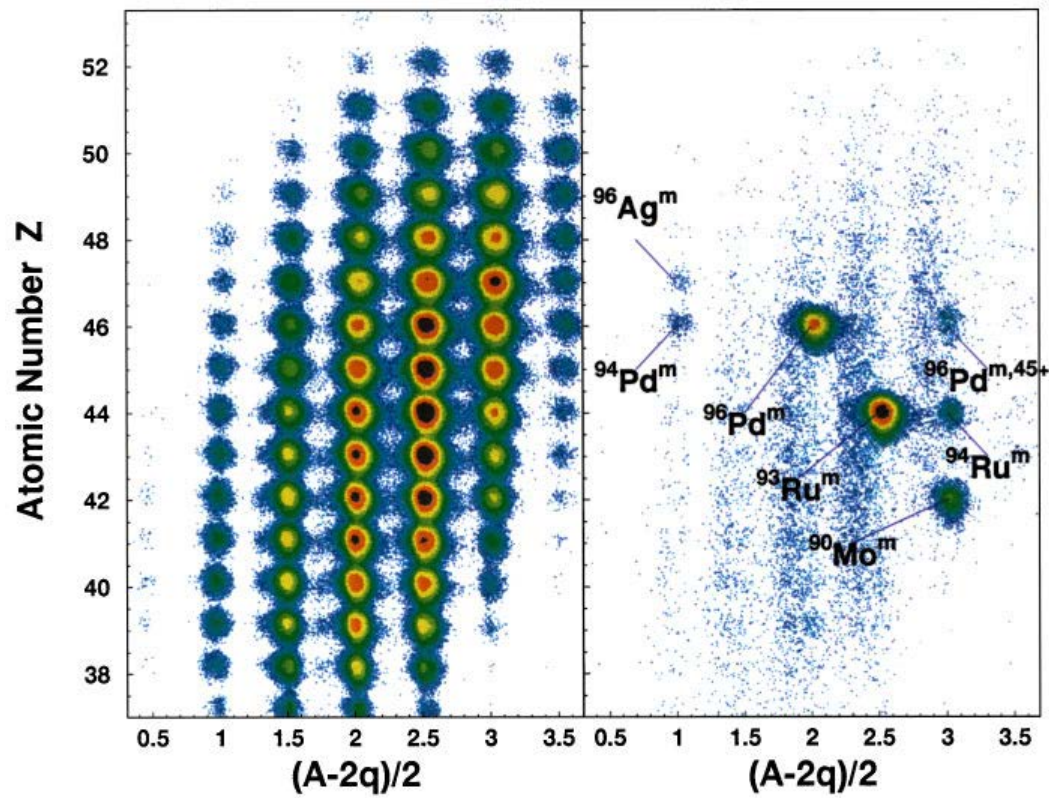 Atomic Number Z
52
50
48
46
44
42
40
38
0.5 1 1.5 2 2.5 3 3.5
(A-2q)/2
⁹⁶Agᵐ
⁹⁴Pdᵐ
⁹⁶Pdᵐ
⁹³Ruᵐ
⁹⁰Moᵐ
⁹⁶Pdᵐ,⁴⁵⁺
⁹⁴Ruᵐ
0.5 1 1.5 2 2.5 3 3.5
(A-2q)/2